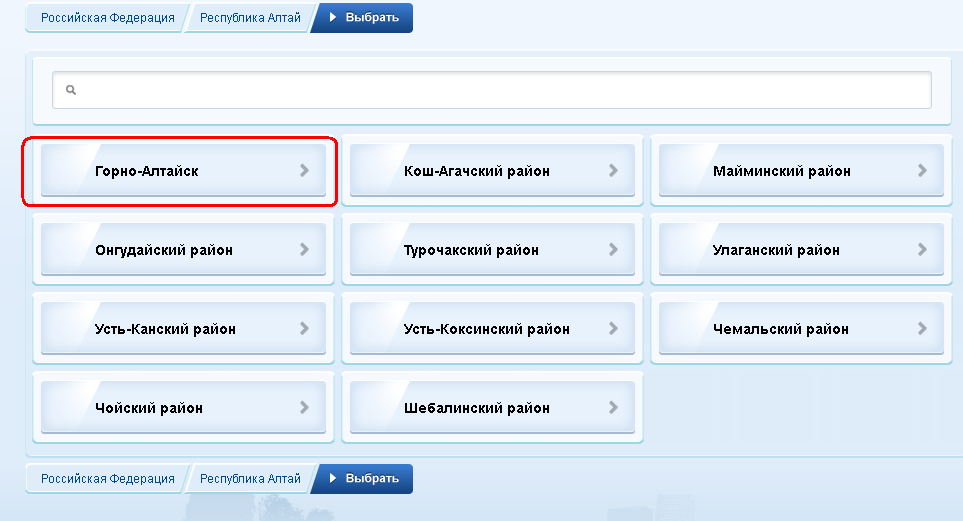 Российская Федерация Республика Алтай Выбрать
Горно-Алтайск Кош-Агачский район Майминский район
Онгудайский район Турочакский район Улаганский район
Усть-Канский район Усть-Коксинский район Чемальский район
Чойский район Шебалинский район
Российская Федерация Республика Алтай Выбрать